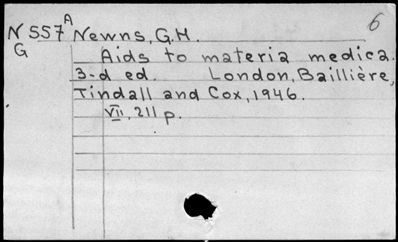 6
N557 A Newns, G.H.
G
Aids to materia medica.
3-d ed. London, Baillière,
Tindall and Cox, 1946.
VII, 211 p.